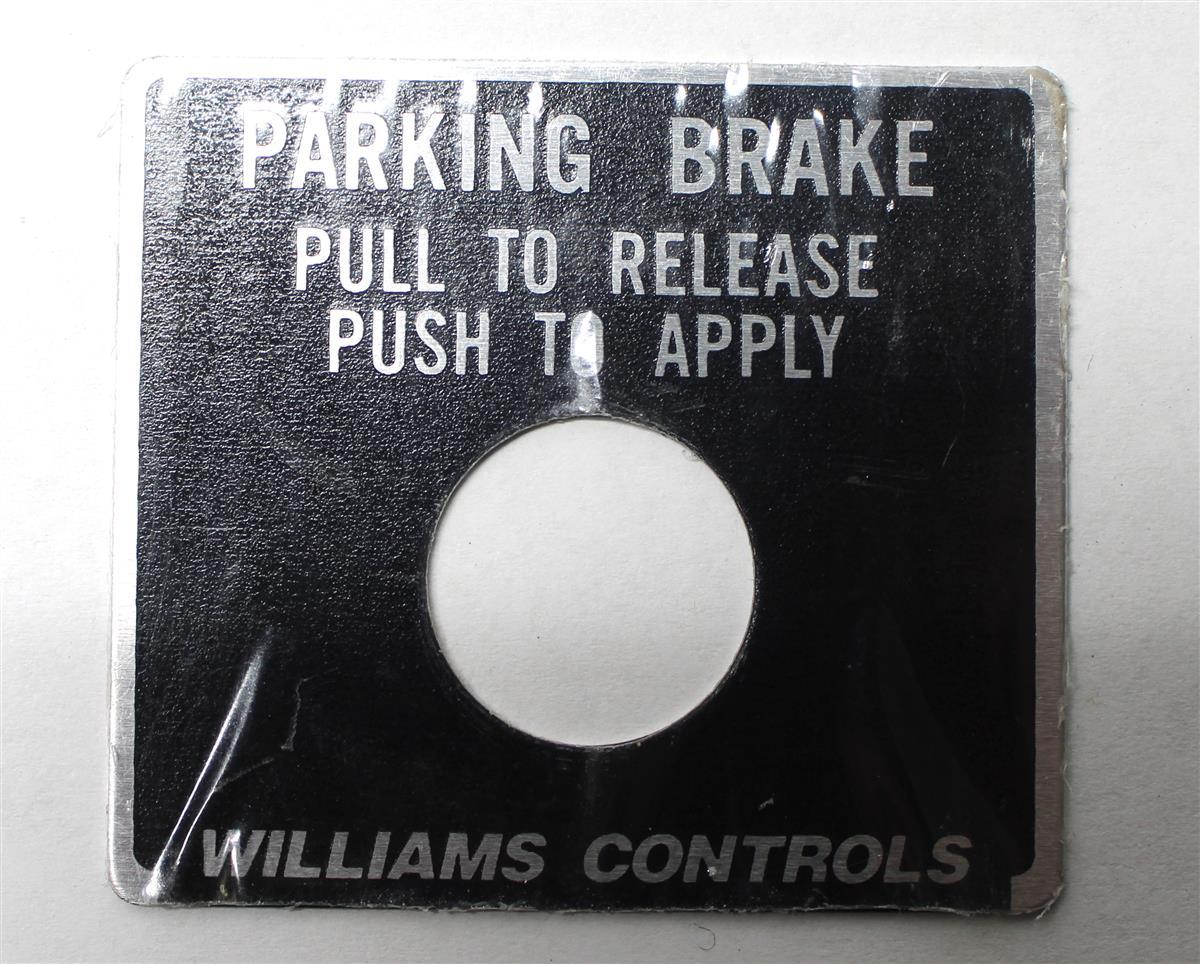 PARKING BRAKE
PULL TO RELEASE
PUSH TO APPLY
WILLIAMS CONTROLS